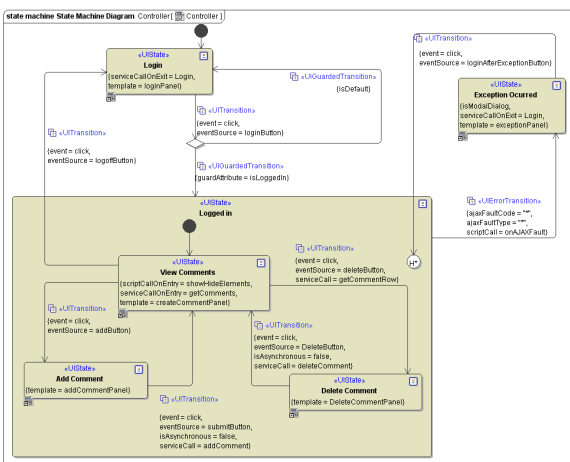 state machine State Machine Diagram Controller[ Controller ]
«UIState»
Login
{serviceCallOnExit = Login,
template = loginPanel}
«UITransition»
{event = click,
eventSource = loginAfterExceptionButton}
«UIGuardedTransition»
{isDefault}
«UIState»
Exception Ocurred
{isModalDialog,
serviceCallOnExit = Login,
template = exceptionPanel}
«UITransition»
{event = click,
eventSource = loginButton}
«UITransition»
{event = click,
eventSource = logoffButton}
«UIGuardedTransition»
{guardAttribute = isLoggedIn}
«UIErrorTransition»
{ajaxFaultCode = "*",
ajaxFaultType = "*",
scriptCall = onAJAXFault}
«UIState»
Logged in
«UITransition»
{event = click,
eventSource = deleteButton,
serviceCall = getCommentRow}
H*
«UIState»
View Comments
{scriptCallOnEntry = showHideElements,
serviceCallOnEntry = getComments,
template = createCommentPanel}
«UITransition»
{event = click,
eventSource = addButton}
«UITransition»
{event = click,
eventSource = DeleteButton,
isAsynchronous = false,
serviceCall = deleteComment}
«UIState»
Add Comment
{template = addCommentPanel}
«UIState»
Delete Comment
{template = DeleteCommentPanel}
«UITransition»
{event = click,
eventSource = submitButton,
isAsynchronous = false,
serviceCall = addComment}